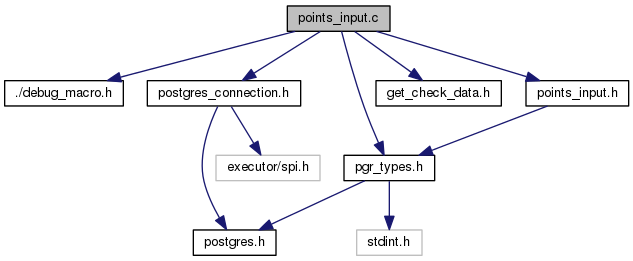 points_input.c
./debug_macro.h
postgres_connection.h
get_check_data.h
points_input.h
executor/spi.h
pgr_types.h
postgres.h
stdint.h